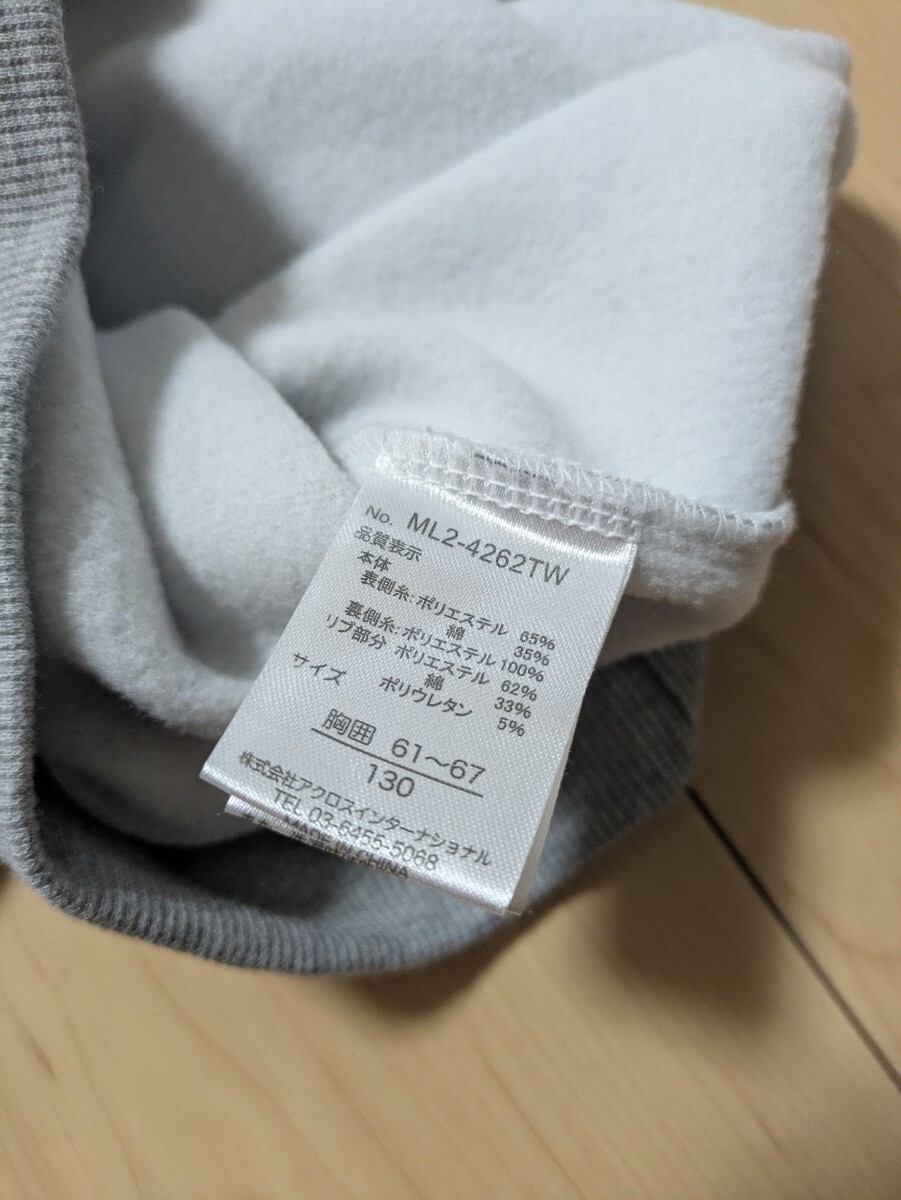 No. ML2-4262TW
品質表示
本体
表側糸:ポリエステル 65%
綿 35%
裏側糸:ポリエステル 100%
リブ部分 ポリエステル 62%
綿 33%
ポリウレタン 5%
サイズ
胸囲 61～67
130
株式会社アクロスインターナショナル
TEL 03-6455-5068
MADE IN CHINA